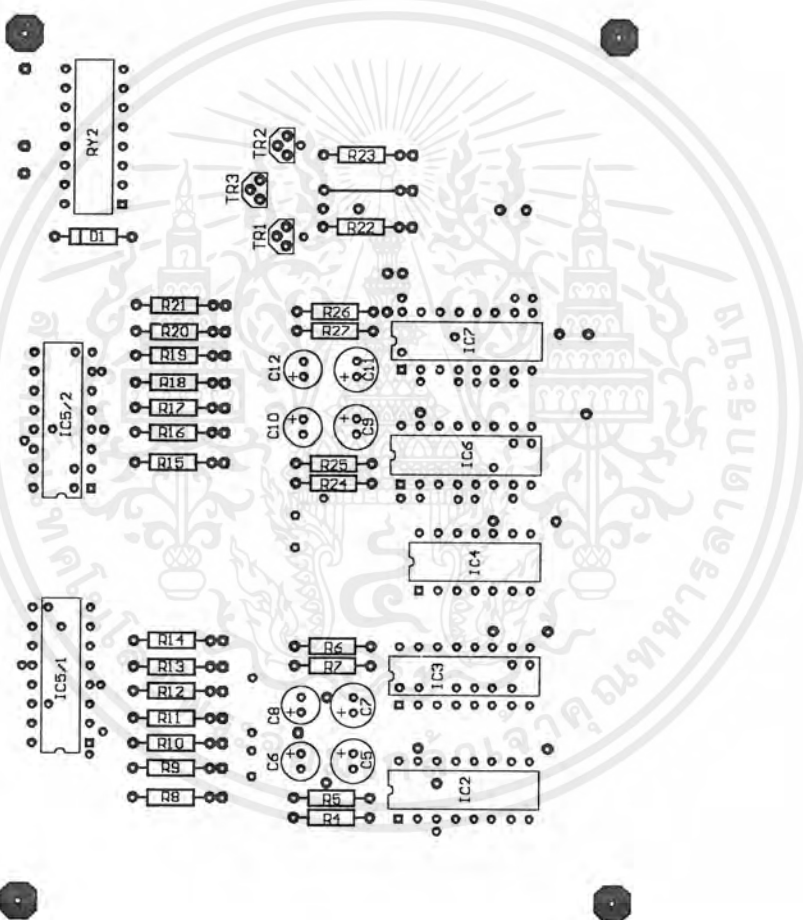 RY2
TR2
R23
TR3
TR1
R22
D1
R21
R26
R20
R27
IC7
R19
C12
C11
R18
IC5/2
R17
C10
C9
R16
IC6
R15
R25
R24
IC4
R14
R6
IC5/1
R13
R7
IC3
R12
C8
C7
R11
R10
C6
C5
R9
IC2
R8
R5
R4